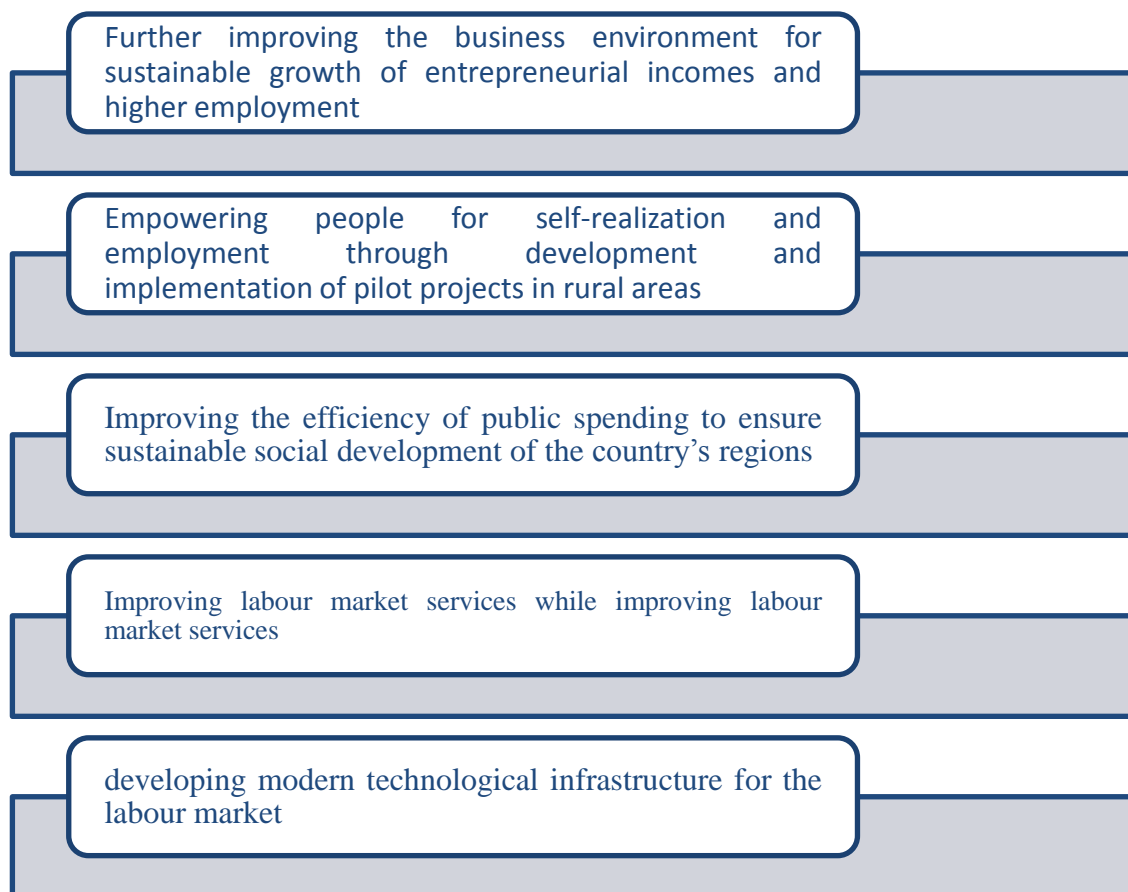 Further improving the business environment for
sustainable growth of entrepreneurial incomes and
higher employment
Empowering people for self-realization and
employment through development and
implementation of pilot projects in rural areas
Improving the efficiency of public spending to ensure
sustainable social development of the country’s regions
Improving labour market services while improving labour
market services
developing modern technological infrastructure for the
labour market